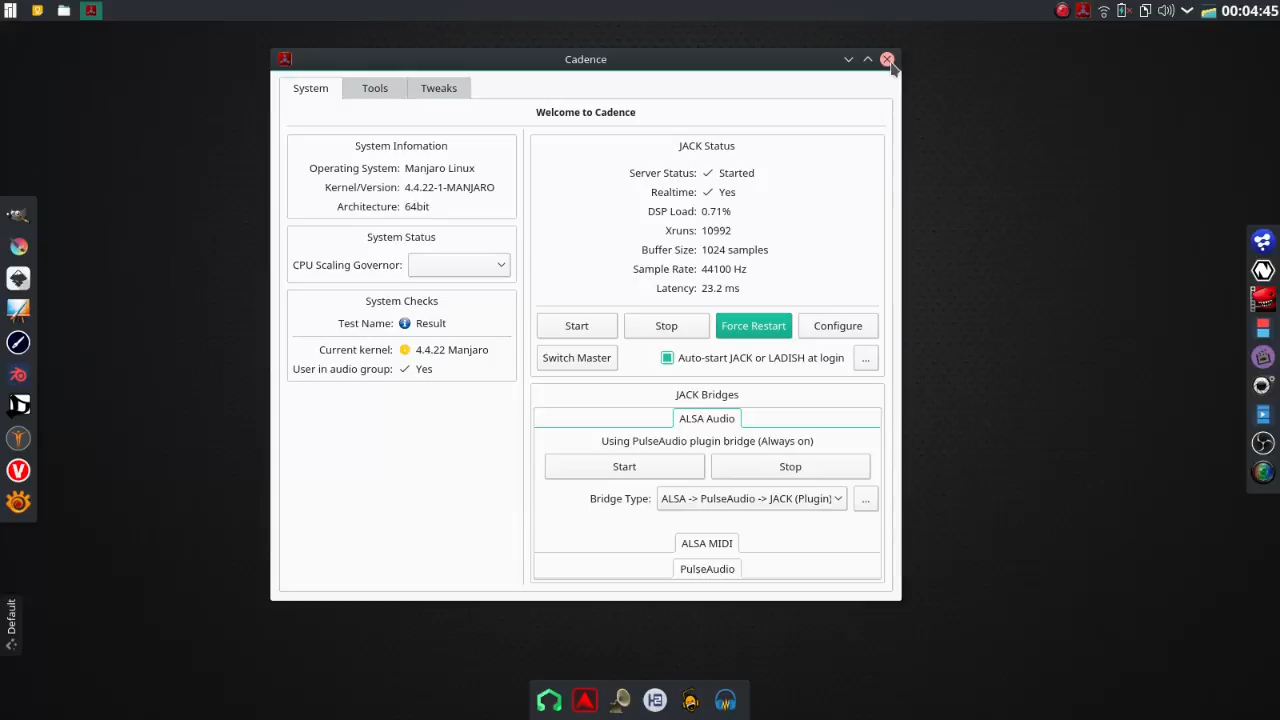 00:04:45
Cadence
System Tools Tweaks
Welcome to Cadence
System Infomation
Operating System: Manjaro Linux
Kernel/Version: 4.4.22-1-MANJARO
Architecture: 64bit
System Status
CPU Scaling Governor:
System Checks
Test Name: Result
Current kernel: 4.4.22 Manjaro
User in audio group: Yes
JACK Status
Server Status: Started
Realtime: Yes
DSP Load: 0.71%
Xruns: 10992
Buffer Size: 1024 samples
Sample Rate: 44100 Hz
Latency: 23.2 ms
Start Stop Force Restart Configure
Switch Master Auto-start JACK or LADISH at login ...
JACK Bridges
ALSA Audio
Using PulseAudio plugin bridge (Always on)
Start Stop
Bridge Type: ALSA -> PulseAudio -> JACK (Plugin) ...
ALSA MIDI
PulseAudio
Default